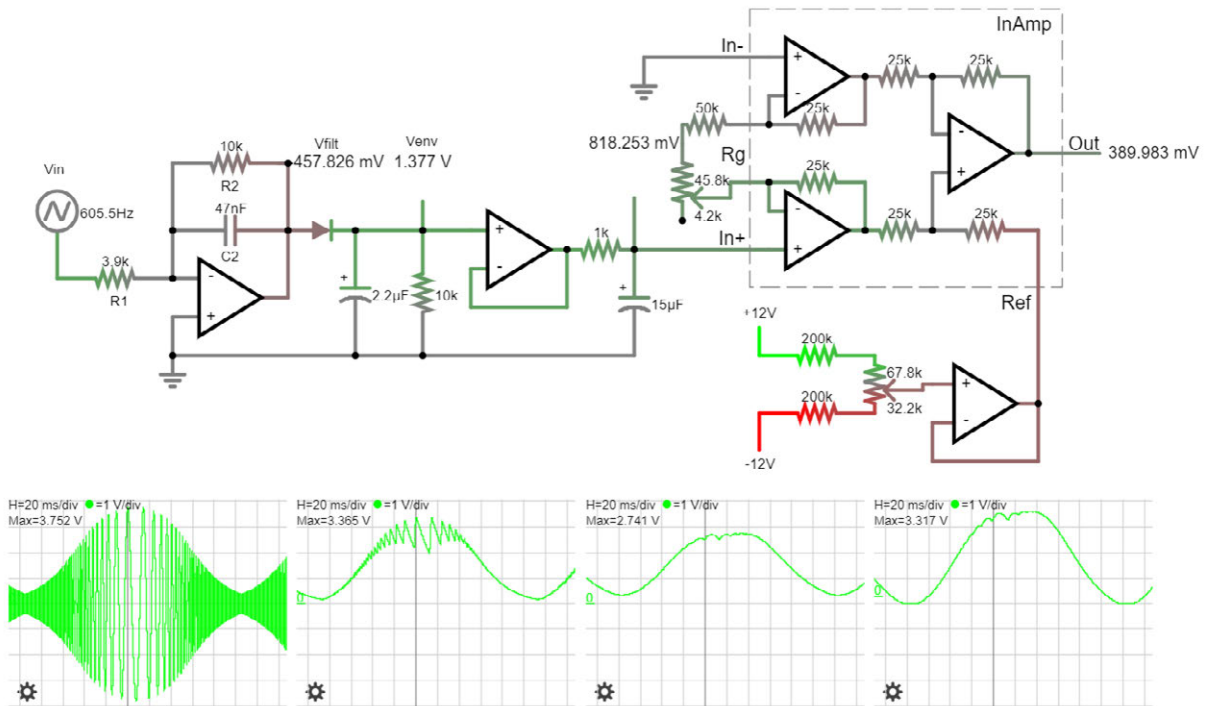 InAmp
In-
25k
25k
50k
25k
818.253 mV
10k
Vfilt
Venv
457.826 mV
1.377 V
Vin
Rg
Out
389.983 mV
R2
45.8k
25k
605.5Hz
47nF
4.2k
1k
25k
25k
In+
3.9k
C2
R1
2.2µF
10k
15µF
Ref
+12V
200k
67.8k
200k
32.2k
-12V
H=20 ms/div =1 V/div
Max=3.752 V
H=20 ms/div =1 V/div
Max=3.365 V
0
H=20 ms/div =1 V/div
Max=2.741 V
0
H=20 ms/div =1 V/div
Max=3.317 V
0